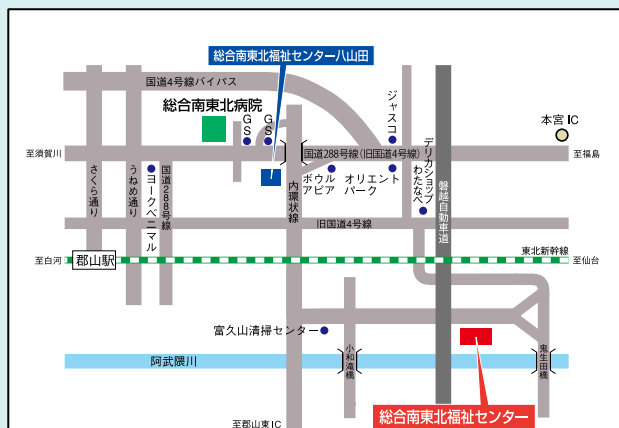 総合南東北福祉センター八山田
国道4号線バイパス
総合南東北病院
GS
GS
ジャスコ
本宮 IC
至須賀川
国道288号線(旧国道4号線)
至福島
さくら通り
うねめ通り
ヨークベニマル
国道288号線
内環状線
ボウル
アピア
オリエント
パーク
デリカショップ
わたなべ
磐越自動車道
旧国道4号線
東北新幹線
至白河
郡山駅
至仙台
富久山清掃センター
小和滝橋
鬼生田橋
阿武隈川
総合南東北福祉センター
至郡山東IC